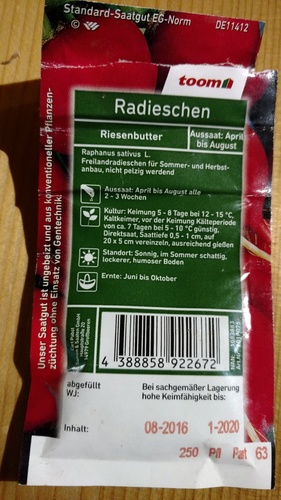 Standard-Saatgut EG-Norm
DE11412
©
toom
Radieschen
Riesenbutter
Aussaat: April
bis August
Raphanus sativus L.
Freilandradieschen für Sommer- und Herbst-
anbau, nicht pelzig werdend
Aussaat: April bis August alle
2 - 3 Wochen
Kultur: Keimung 5 - 8 Tage bei 12 - 15 °C,
Kaltkeimer, vor der Keimung Kälteperiode
von ca. 7 Tagen bei 5 - 10 °C günstig,
Direktsaat, Saattiefe 0,5 - 1 cm, auf
20 x 5 cm vereinzeln, ausreichend gießen
Standort: Sonnig, im Sommer schattig,
lockerer, humoser Boden
Ernte: Juni bis Oktober
Unser Saatgut ist ungebeizt und aus konventioneller Pflanzen-
züchtung ohne Einsatz von Gentechnik.
4 388858 922672
abgefüllt
WJ:
Bei sachgemäßer Lagerung
hohe Keimfähigkeit bis:
Inhalt:
08-2016 1-2020
250 Pfl Part 63